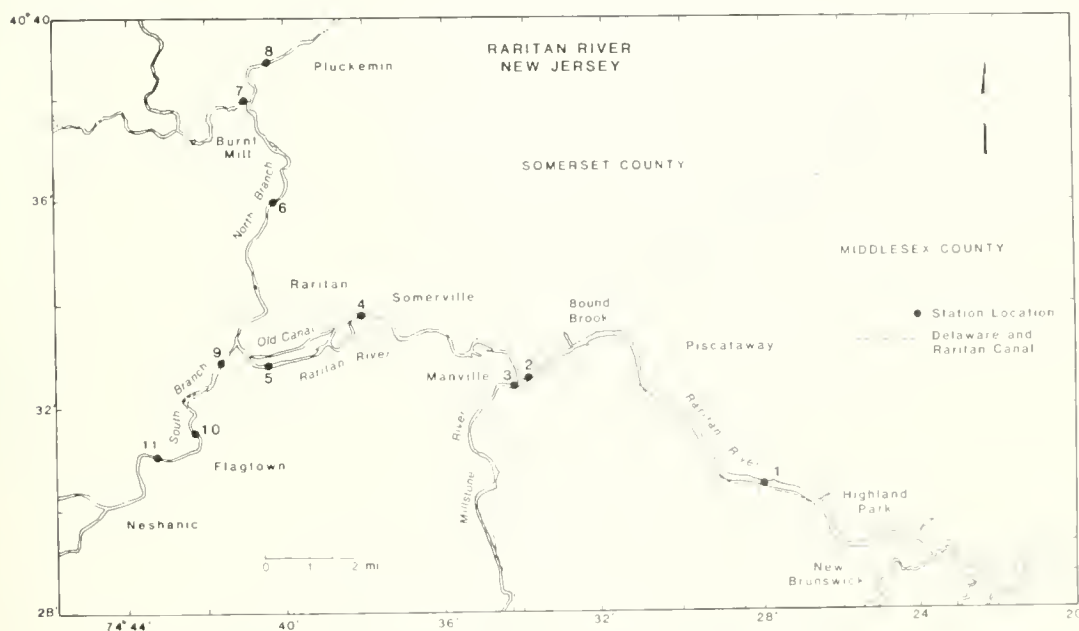 40°40'
RARITAN RIVER
NEW JERSEY
8
Pluckemin
7
Burnt
Mill
SOMERSET COUNTY
36'
North Branch
6
MIDDLESEX COUNTY
Raritan
4
Somerville
Bound
Brook
Station Location
Delaware and
Raritan Canal
Old Canal
9
5
Raritan River
Piscataway
Manville
3
2
32'
South Branch
10
11
Flagtown
Millstone River
Raritan River
1
Highland
Park
Neshanic
0 1 2 mi
New
Brunswick
28'
74°44'
40'
36'
32'
28'
24'
20'